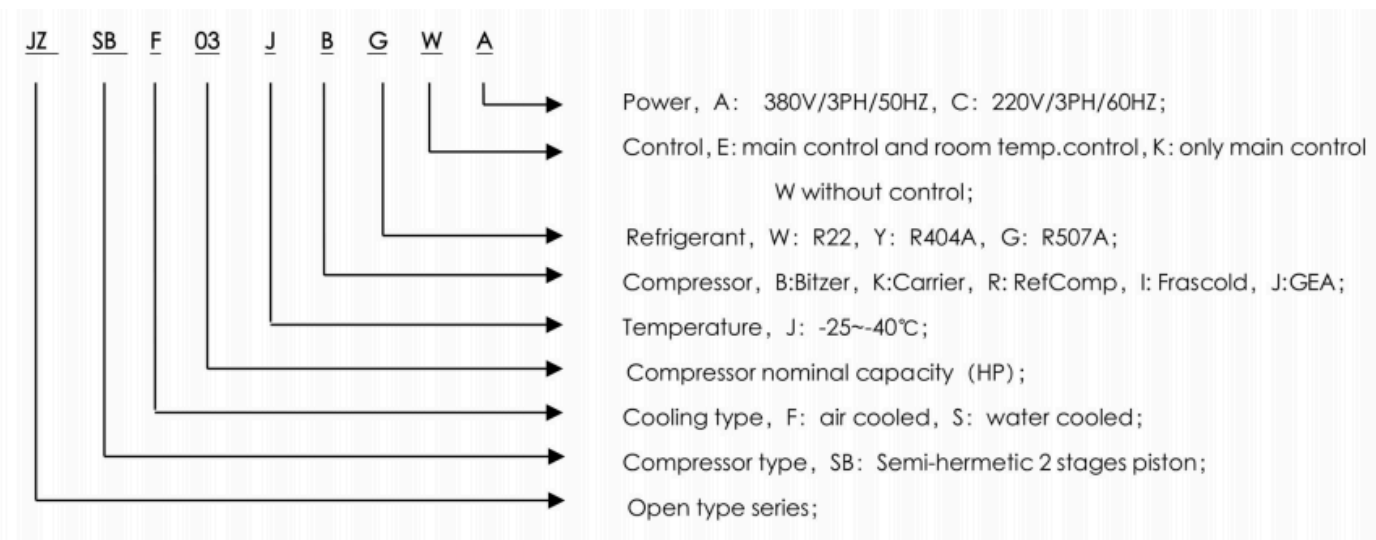 JZ SB F 03 J B G W A
Power, A: 380V/3PH/50HZ, C: 220V/3PH/60HZ;
Control, E: main control and room temp.control, K: only main control
W without control;
Refrigerant, W: R22, Y: R404A, G: R507A;
Compressor, B:Bitzer, K:Carrier, R: RefComp, I: Frascold, J:GEA;
Temperature, J: -25~-40℃;
Compressor nominal capacity (HP);
Cooling type, F: air cooled, S: water cooled;
Compressor type, SB: Semi-hermetic 2 stages piston;
Open type series;